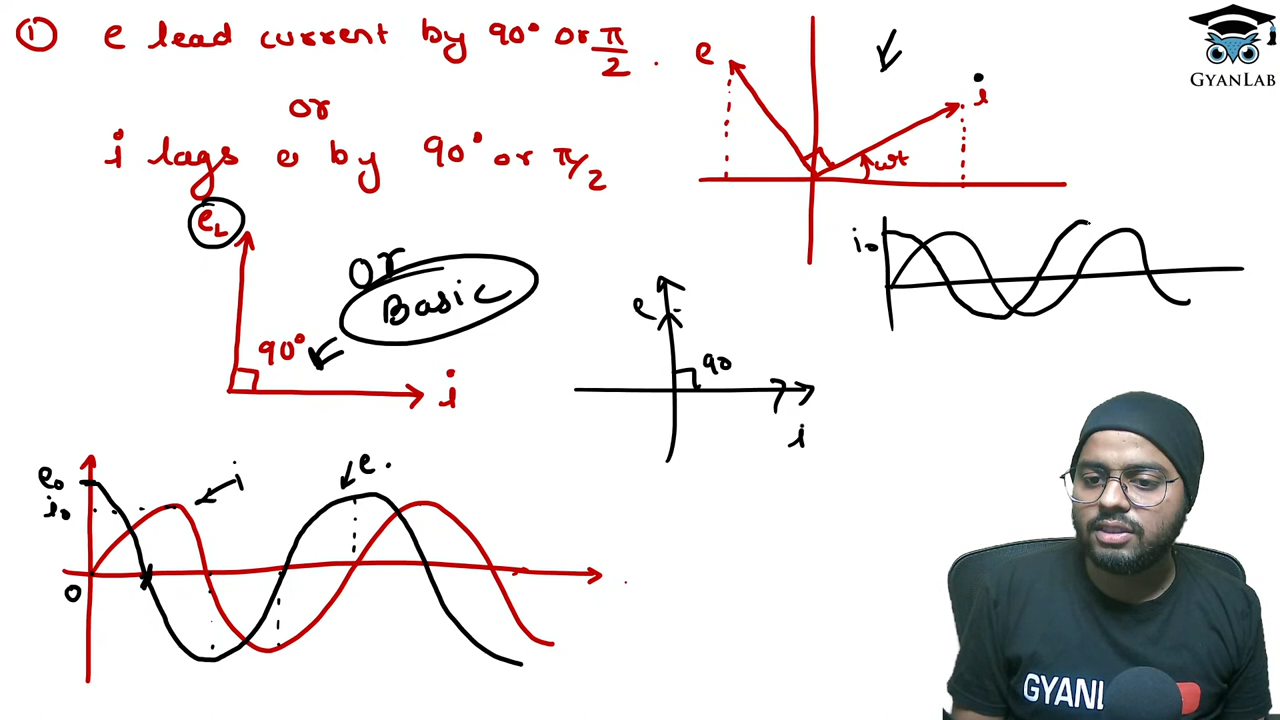 ① e lead current by 90° or π/2.
or
i lags e by 90° or π/2
eL
90°
i
or
Basic
e
i
ωt
GYANLAB
i₀
e
90
i
e₀
i₀
0
i
e.
GYANL